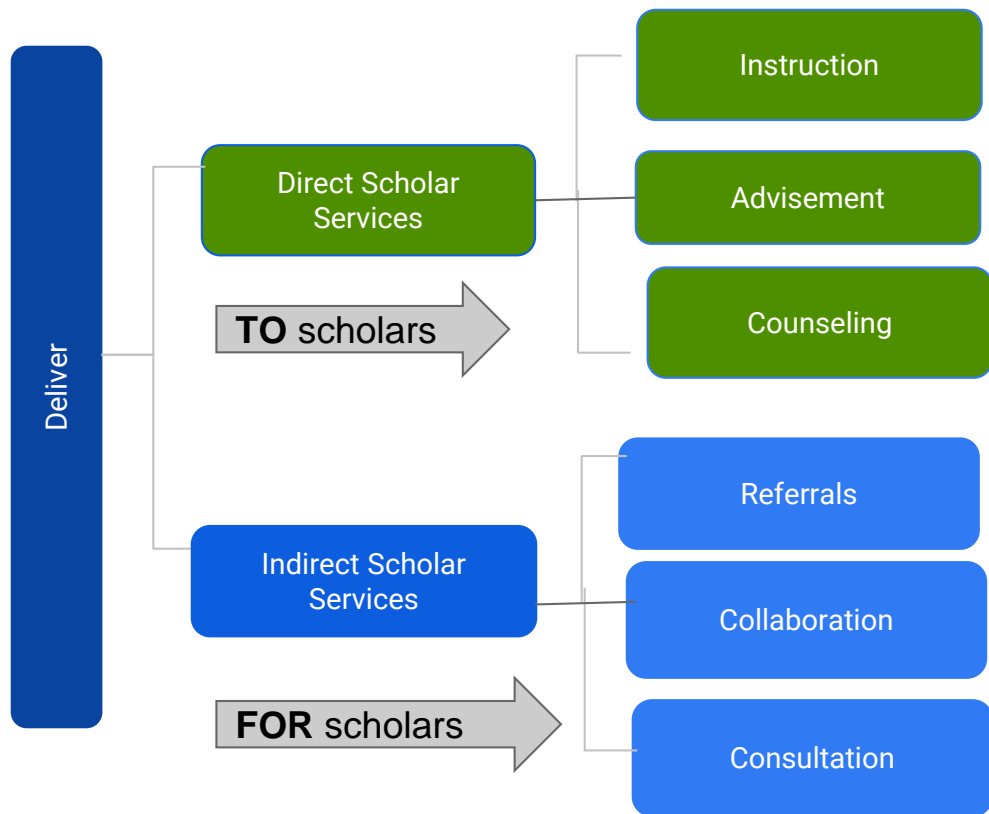 Deliver
Direct Scholar
Services
TO scholars
Instruction
Advisement
Counseling
Indirect Scholar
Services
FOR scholars
Referrals
Collaboration
Consultation